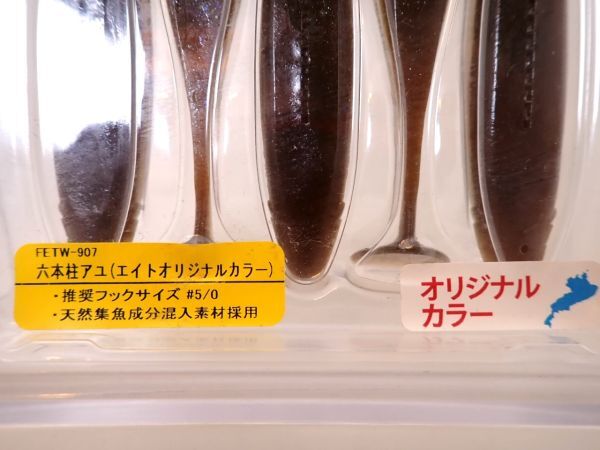 FETW-907
六本柱アユ(エイトオリジナルカラー)
・推奨フックサイズ #5/0
・天然集魚成分混入素材採用
オリジナル
カラー